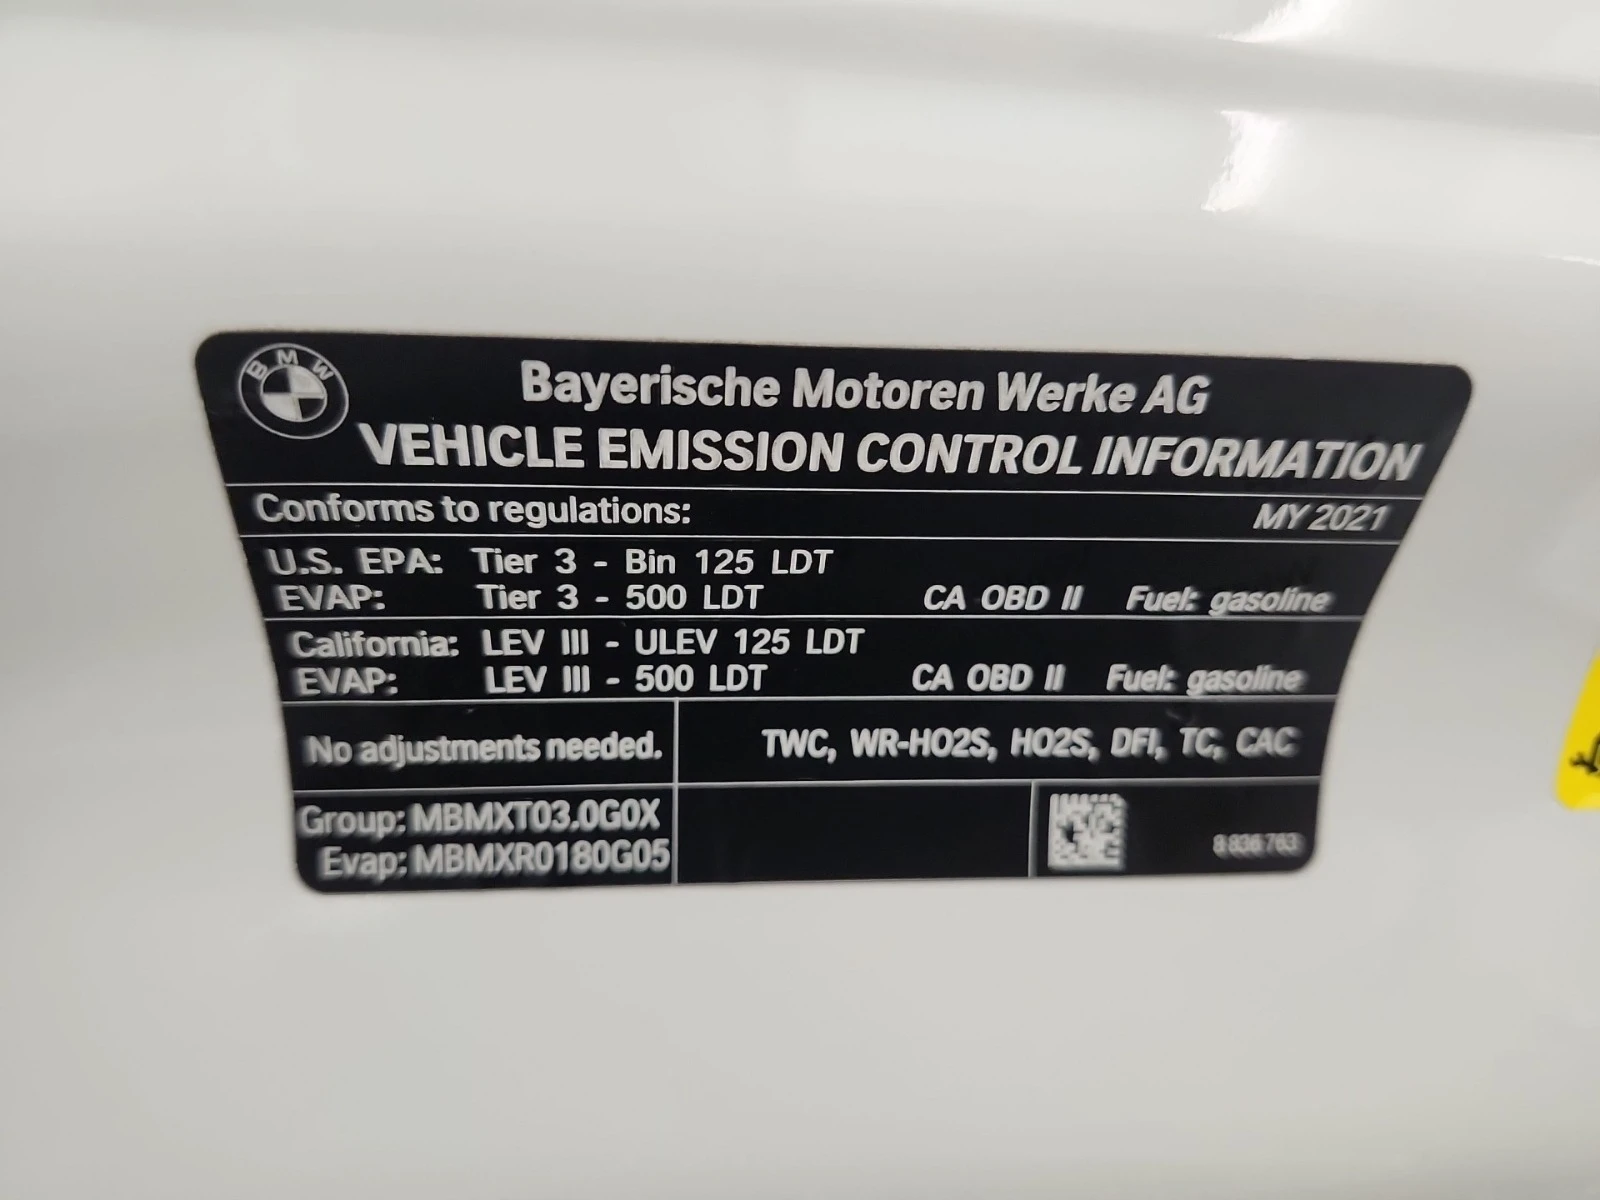 BMW
Bayerische Motoren Werke AG
VEHICLE EMISSION CONTROL INFORMATION
Conforms to regulations: MY 2021
U.S. EPA: Tier 3 - Bin 125 LDT
EVAP: Tier 3 - 500 LDT CA OBD II Fuel: gasoline
California: LEV III - ULEV 125 LDT
EVAP: LEV III - 500 LDT CA OBD II Fuel: gasoline
No adjustments needed. TWC, WR-HO2S, HO2S, DFI, TC, CAC
Group: MBMXT03.0G0X
Evap: MBMXR0180G05
8 836 763